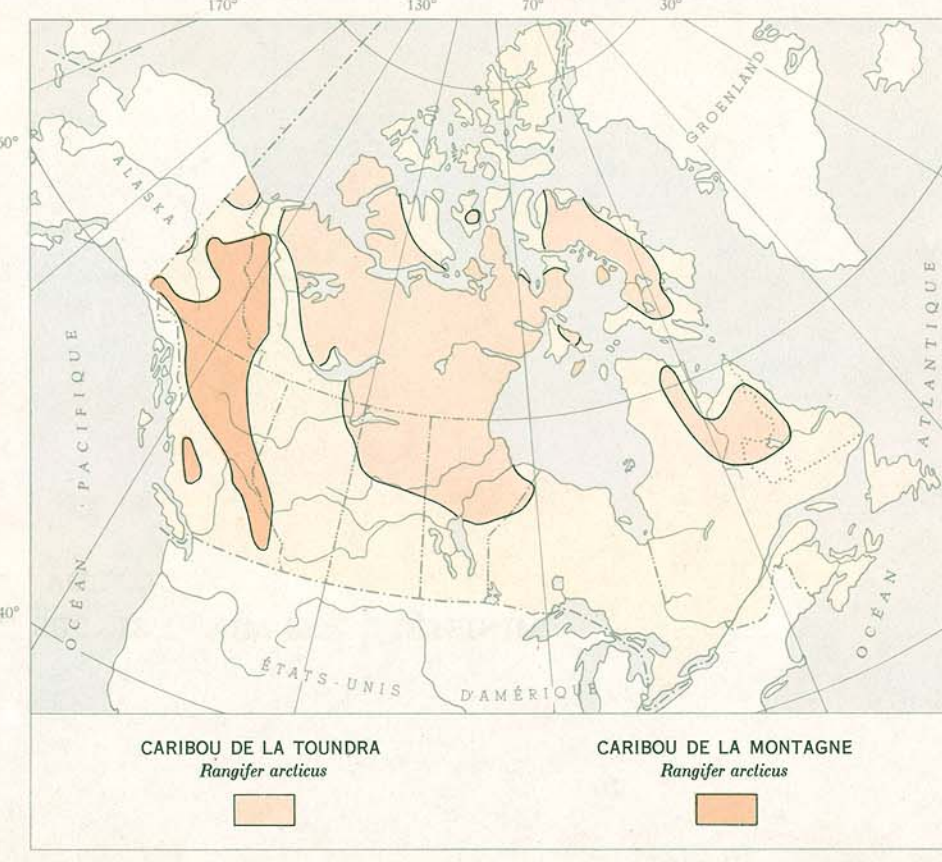 170° 130° 70° 30°
50°
40°
GROENLAND
ALASKA
OCÉAN PACIFIQUE
OCÉAN ATLANTIQUE
ÉTATS-UNIS D'AMÉRIQUE
CARIBOU DE LA TOUNDRA
Rangifer arcticus
CARIBOU DE LA MONTAGNE
Rangifer arcticus